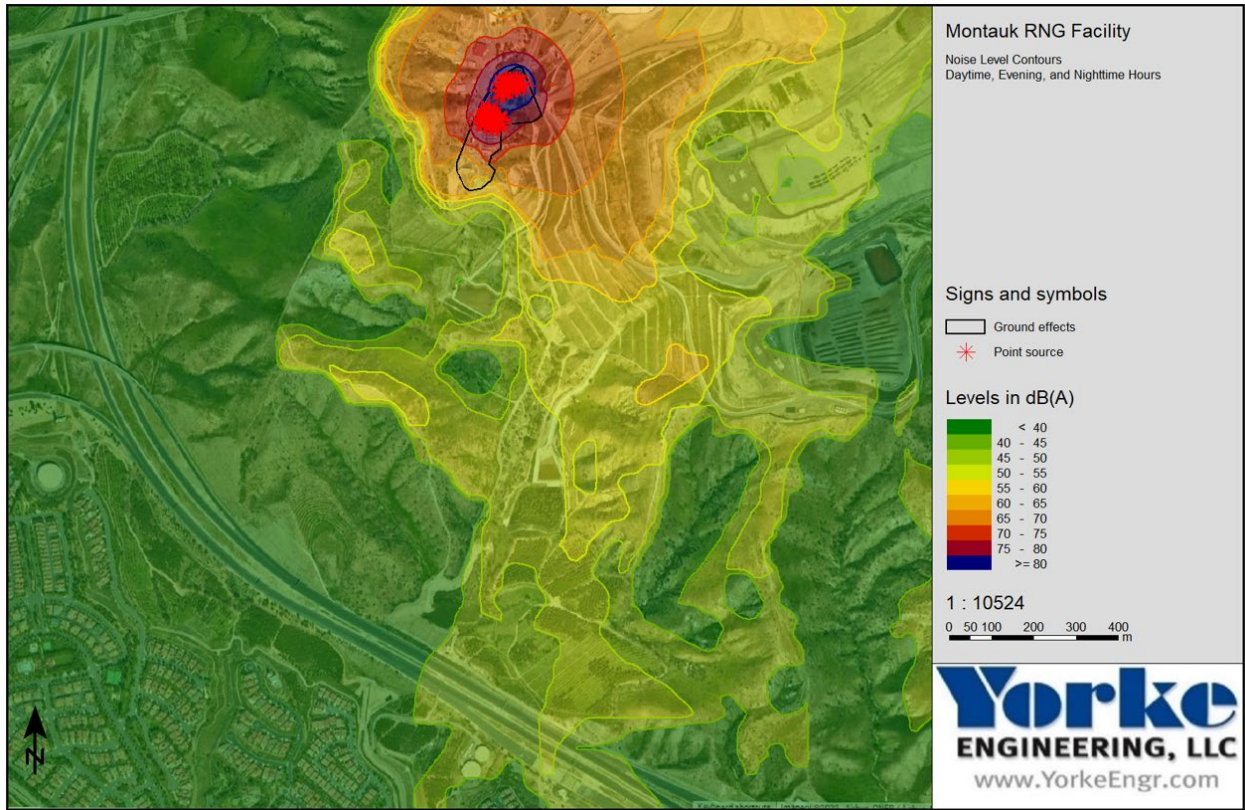 Montauk RNG Facility
Noise Level Contours
Daytime, Evening, and Nighttime Hours
Signs and symbols
Ground effects
Point source
Levels in dB(A)
< 40
40 - 45
45 - 50
50 - 55
55 - 60
60 - 65
65 - 70
70 - 75
75 - 80
>= 80
1 : 10524
0 50 100 200 300 400
m
Yorke
ENGINEERING, LLC
www.YorkeEngr.com
N